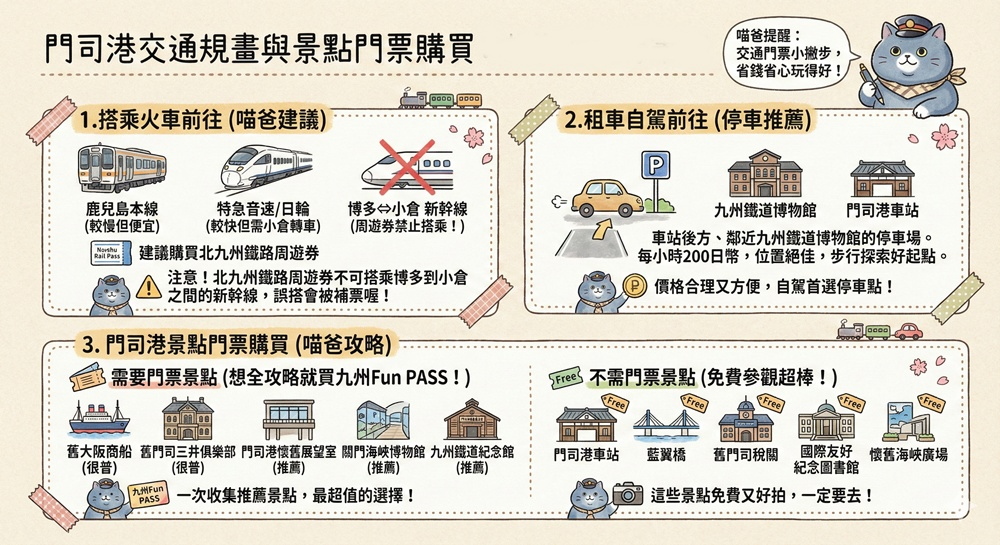 門司港交通規畫與景點門票購買
喵爸提醒：
交通門票小撇步，
省錢省心玩得好！
1.搭乘火車前往 (喵爸建議)
鹿兒島本線
(較慢但便宜)
特急音速/日輪
(較快但需小倉轉車)
博多⇔小倉 新幹線
(周遊券禁止搭乘！)
Rail Pass
建議購買北九州鐵路周遊券
注意！北九州鐵路周遊券不可搭乘博多到小倉
之間的新幹線，誤搭會被補票喔！
2.租車自駕前往 (停車推薦)
P
九州鐵道博物館
門司港車站
車站後方、鄰近九州鐵道博物館的停車場。
每小時200日幣，位置絕佳，步行探索好起點。
P
價格合理又方便，自駕首選停車點！
3. 門司港景點門票購買 (喵爸攻略)
需要門票景點 (想全攻略就買九州Fun PASS！)
舊大阪商船
(很普)
舊門司三井俱樂部
(很普)
門司港懷舊展望室
(推薦)
關門海峽博物館
(推薦)
九州鐵道紀念館
(推薦)
九州Fun
PASS
一次收集推薦景點，最超值的選擇！
Free
不需門票景點 (免費參觀超棒！)
Free
門司港車站
Free
藍翼橋
Free
舊門司稅關
Free
國際友好
紀念圖書館
Free
懷舊海峽廣場
這些景點免費又好拍，一定要去！